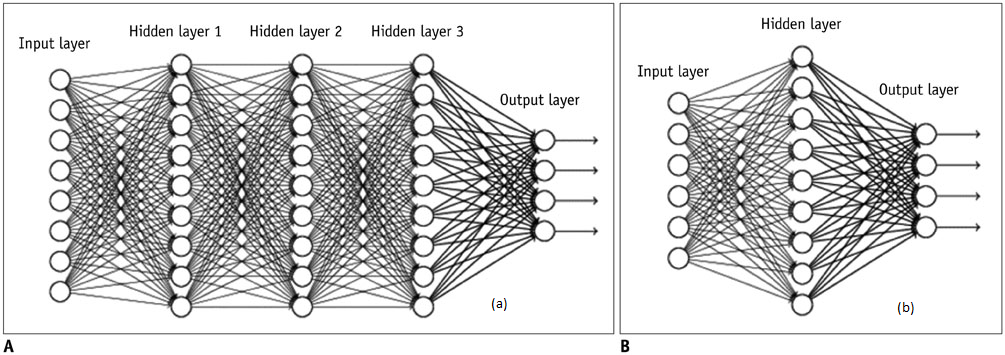 Input layer
Hidden layer 1
Hidden layer 2
Hidden layer 3
Output layer
(a)
A
Input layer
Hidden layer
Output layer
(b)
B